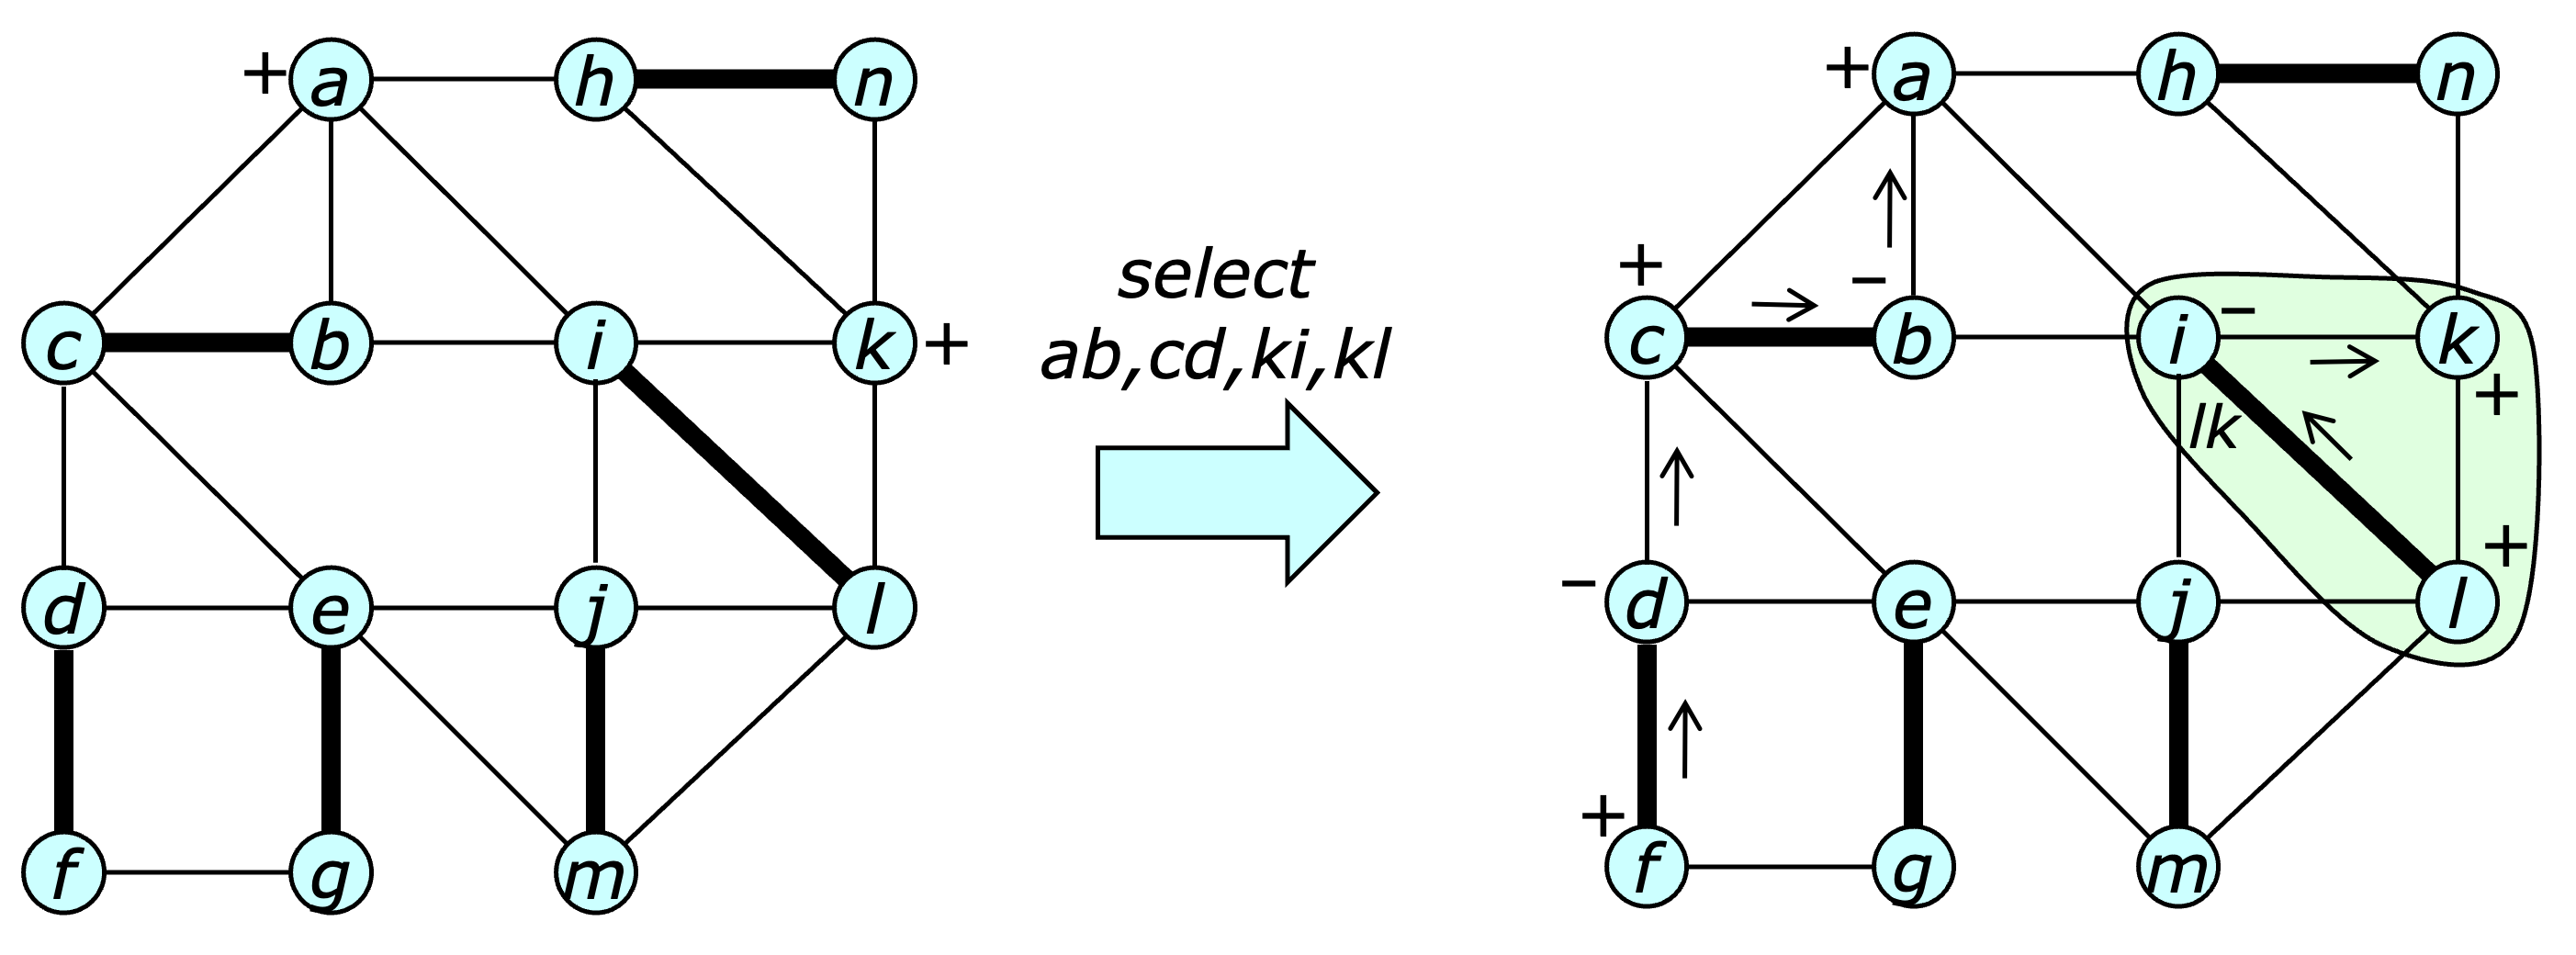 + a h n
c b i k +
d e j l
f g m
select
ab,cd,ki,kl
+ a h n
+ −
c b i − k
lk +
+
− d e j l
+
f g m